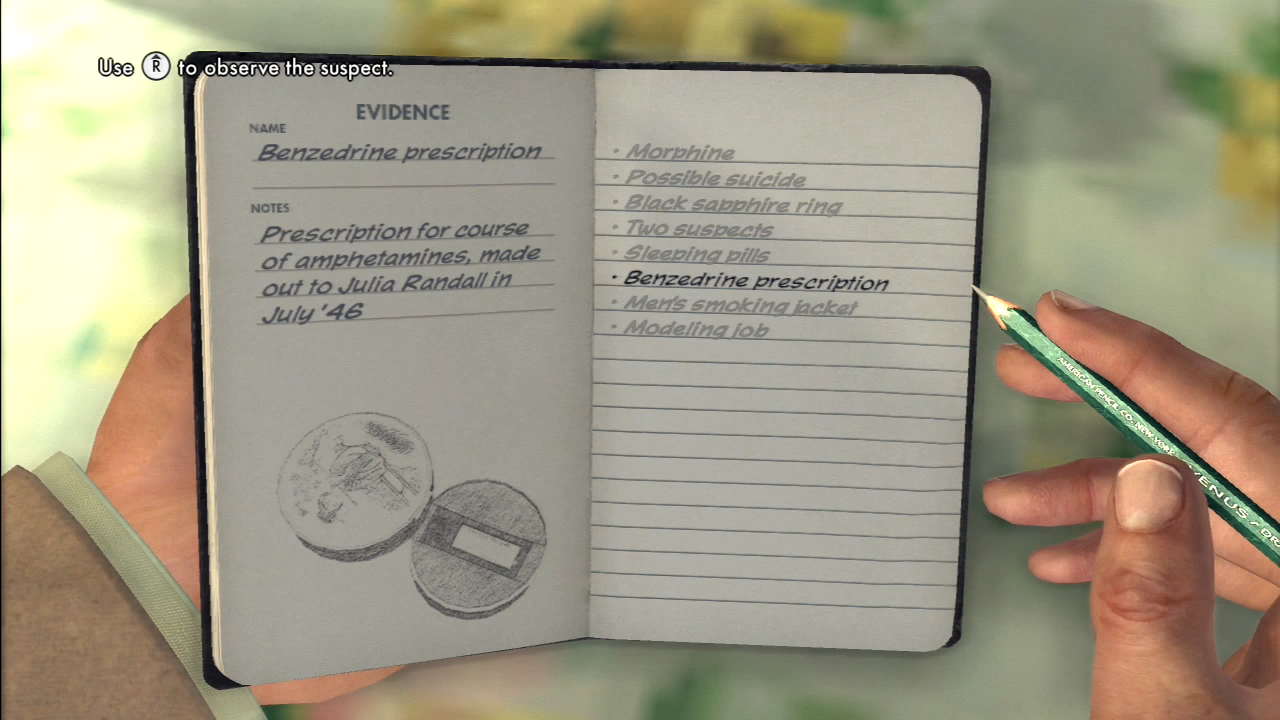 Use R to observe the suspect.
EVIDENCE
NAME
Benzedrine prescription
NOTES
Prescription for course
of amphetamines, made
out to Julia Randall in
July '46
• Morphine
• Possible suicide
• Black sapphire ring
• Two suspects
• Sleeping pills
• Benzedrine prescription
• Men's smoking jacket
• Modeling job
AMERICAN PENCIL CO. NEW YORK
VENUS / DR